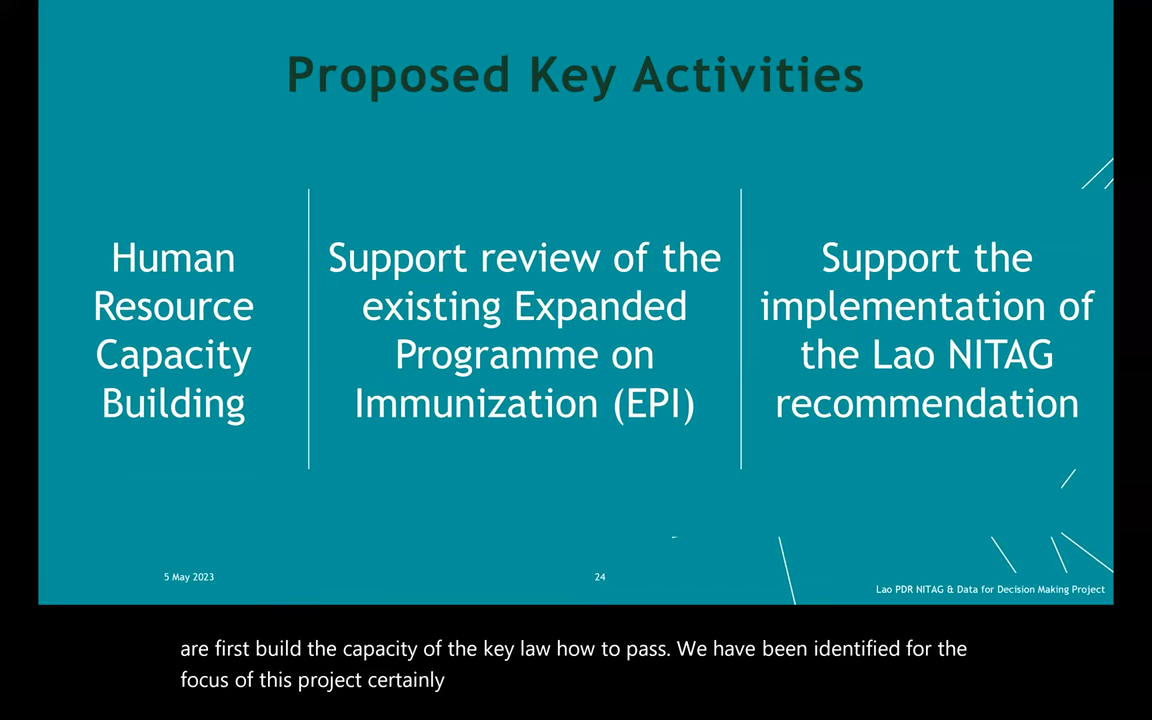 Proposed Key Activities
Human
Resource
Capacity
Building
Support review of the
existing Expanded
Programme on
Immunization (EPI)
Support the
implementation of
the Lao NITAG
recommendation
5 May 2023
24
Lao PDR NITAG & Data for Decision Making Project
are first build the capacity of the key law how to pass. We have been identified for the
focus of this project certainly